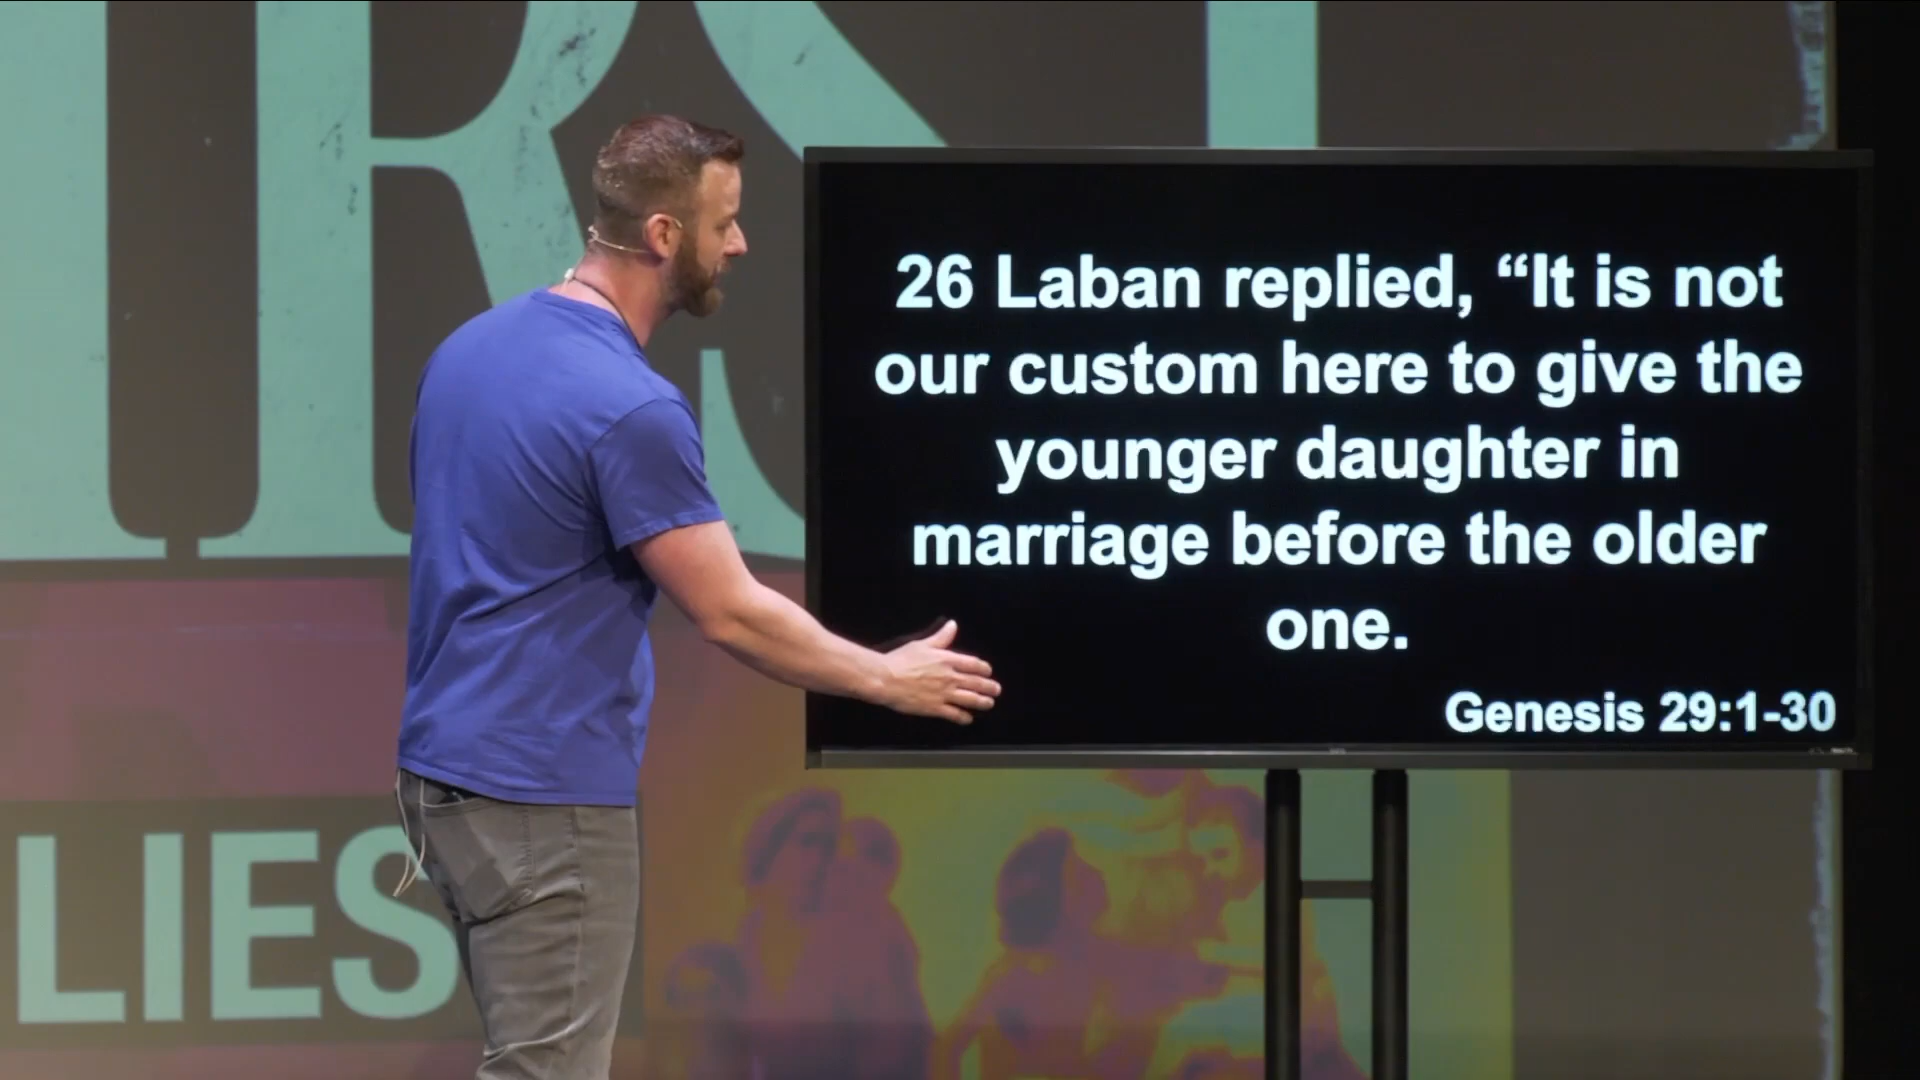 26 Laban replied, “It is not
our custom here to give the
younger daughter in
marriage before the older
one.
Genesis 29:1-30
LIES